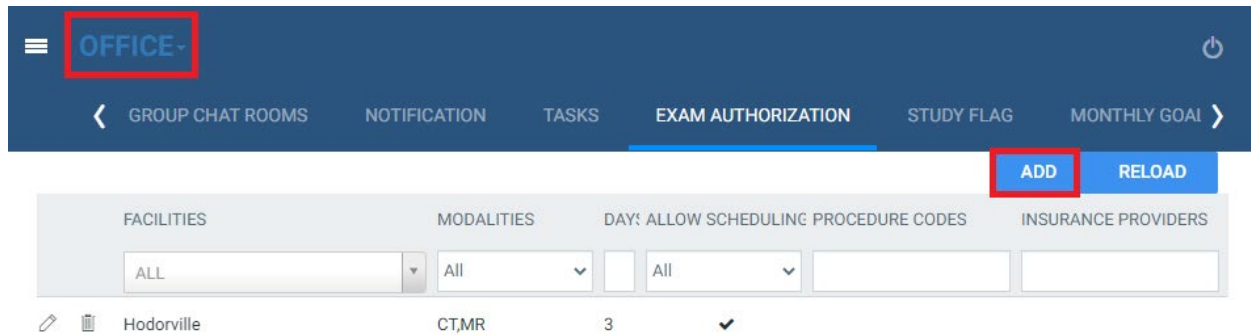 OFFICE
GROUP CHAT ROOMS NOTIFICATION TASKS EXAM AUTHORIZATION STUDY FLAG MONTHLY GOAL
ADD RELOAD
FACILITIES MODALITIES DAYS ALLOW SCHEDULING PROCEDURE CODES INSURANCE PROVIDERS
ALL All All
Hodorville CT,MR 3